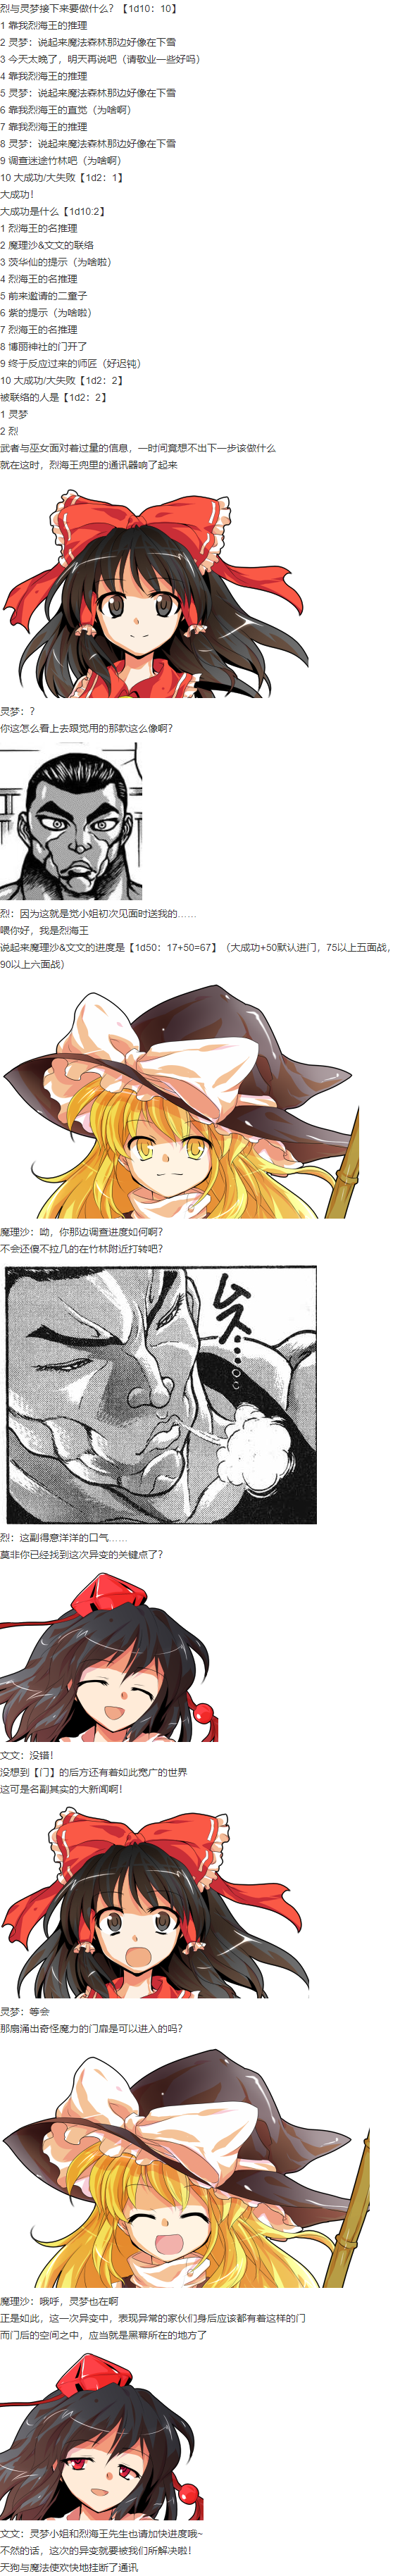 烈与灵梦接下来要做什么？【1d10：10】
1 靠我烈海王的推理
2 灵梦：说起来魔法森林那边好像在下雪
3 今天太晚了，明天再说吧（请敬业一些好吗）
4 靠我烈海王的推理
5 灵梦：说起来魔法森林那边好像在下雪
6 靠我烈海王的直觉（为啥啊）
7 靠我烈海王的推理
8 灵梦：说起来魔法森林那边好像在下雪
9 调查迷途竹林吧（为啥啊）
10 大成功/大失败【1d2：1】
大成功！
大成功是什么【1d10:2】
1 烈海王的名推理
2 魔理沙&文文的联络
3 茨华仙的提示（为啥啦）
4 烈海王的名推理
5 前来邀请的二童子
6 紫的提示（为啥啦）
7 烈海王的名推理
8 博丽神社的门开了
9 终于反应过来的师匠（好迟钝）
10 大成功/大失败【1d2：2】
被联络的人是【1d2：2】
1 灵梦
2 烈
武者与巫女面对着过量的信息，一时间竟想不出下一步该做什么
就在这时，烈海王兜里的通讯器响了起来
灵梦：？
你这怎么看上去跟觉用的那款这么像啊？
烈：因为这就是觉小姐初次见面时送我的……
喂你好，我是烈海王
说起来魔理沙&文文的进度是【1d50：17+50=67】（大成功+50默认进门，75以上五面战，
90以上六面战）
魔理沙：呦，你那边调查进度如何啊？
不会还傻不拉几的在竹林附近打转吧？
ムス…
烈：这副得意洋洋的口气……
莫非你已经找到这次异变的关键点了？
文文：没错！
没想到【门】的后方还有着如此宽广的世界
这可是名副其实的大新闻啊！
灵梦：等会
那扇涌出奇怪魔力的门扉是可以进入的吗？
魔理沙：哦呼，灵梦也在啊
正是如此，这一次异变中，表现异常的家伙们身后应该都有着这样的门
而门后的空间之中，应当就是黑幕所在的地方了
文文：灵梦小姐和烈海王先生也请加快进度哦~
不然的话，这次的异变就要被我们所解决啦！
天狗与魔法使欢快地挂断了通讯